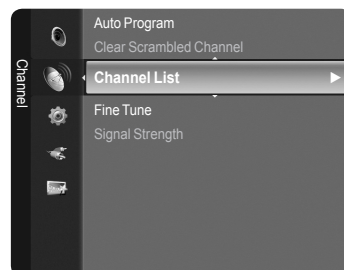 Channel
Auto Program
Clear Scrambled Channel
Channel List
Fine Tune
Signal Strength